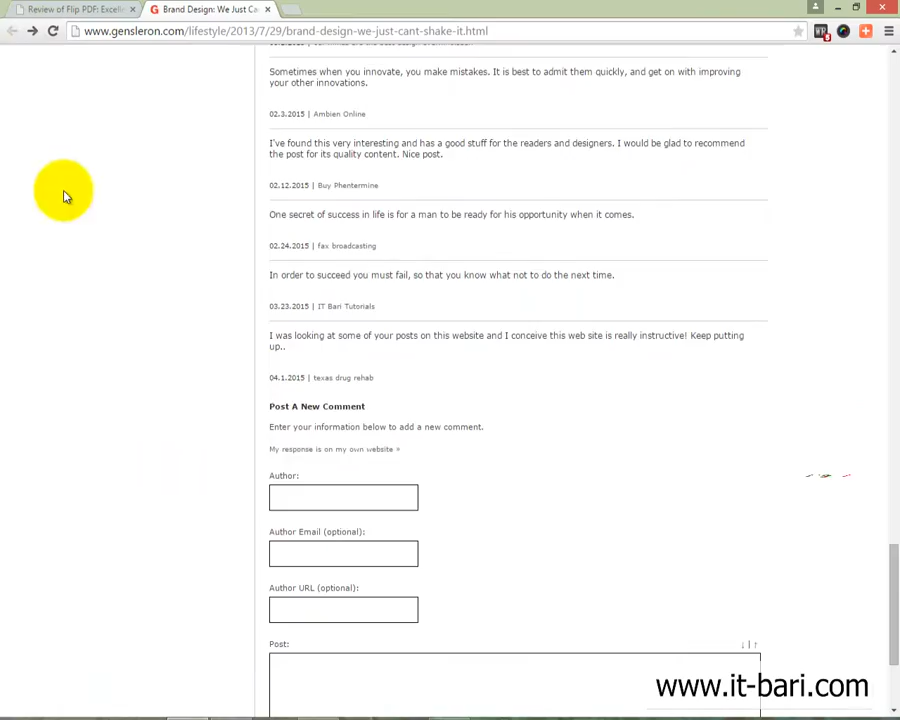 Review of Flip PDF: Excelle
Brand Design: We Just Ca
www.gensleron.com/lifestyle/2013/7/29/brand-design-we-just-cant-shake-it.html
Sometimes when you innovate, you make mistakes. It is best to admit them quickly, and get on with improving
your other innovations.
02.3.2015 | Ambien Online
I've found this very interesting and has a good stuff for the readers and designers. I would be glad to recommend
the post for its quality content. Nice post.
02.12.2015 | Buy Phentermine
One secret of success in life is for a man to be ready for his opportunity when it comes.
02.24.2015 | fax broadcasting
In order to succeed you must fail, so that you know what not to do the next time.
03.23.2015 | IT Bari Tutorials
I was looking at some of your posts on this website and I conceive this web site is really instructive! Keep putting
up..
04.1.2015 | texas drug rehab
Post A New Comment
Enter your information below to add a new comment.
My response is on my own website »
Author:
Author Email (optional):
Author URL (optional):
Post:
↓ | ↑
www.it-bari.com